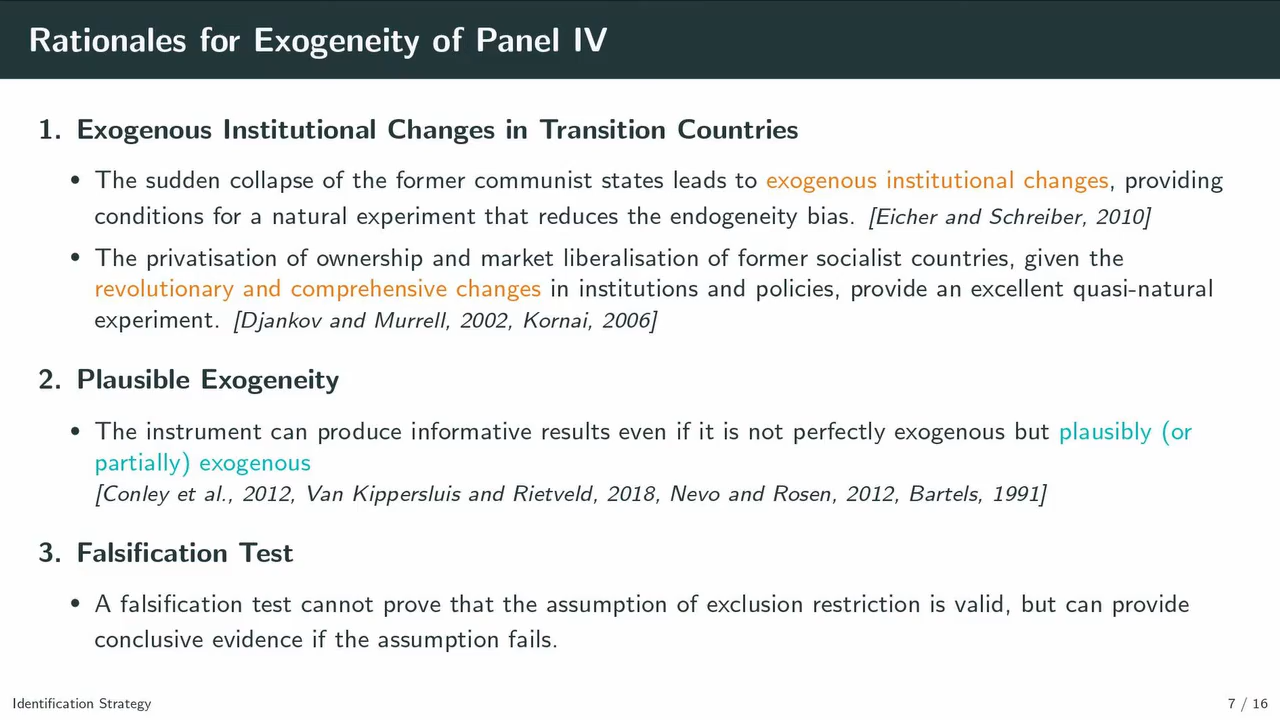 Rationales for Exogeneity of Panel IV
1. Exogenous Institutional Changes in Transition Countries
• The sudden collapse of the former communist states leads to exogenous institutional changes, providing
conditions for a natural experiment that reduces the endogeneity bias. [Eicher and Schreiber, 2010]
• The privatisation of ownership and market liberalisation of former socialist countries, given the
revolutionary and comprehensive changes in institutions and policies, provide an excellent quasi-natural
experiment. [Djankov and Murrell, 2002, Kornai, 2006]
2. Plausible Exogeneity
• The instrument can produce informative results even if it is not perfectly exogenous but plausibly (or
partially) exogenous
[Conley et al., 2012, Van Kippersluis and Rietveld, 2018, Nevo and Rosen, 2012, Bartels, 1991]
3. Falsification Test
• A falsification test cannot prove that the assumption of exclusion restriction is valid, but can provide
conclusive evidence if the assumption fails.
Identification Strategy
7 / 16